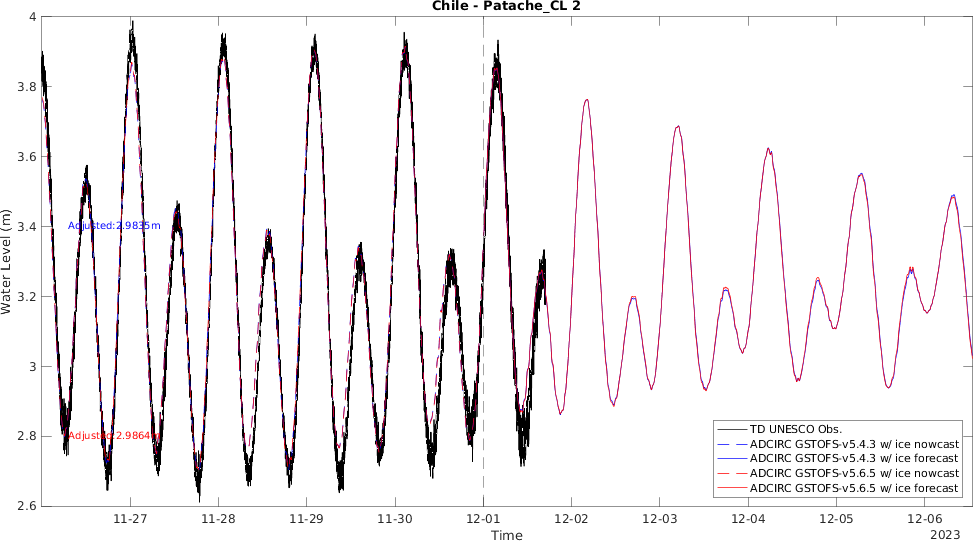 Chile - Patache_CL 2
Water Level (m)
4
3.8
3.6
3.4
3.2
3
2.8
2.6
Adjusted:2.9835m
Adjusted:2.9864m
TD UNESCO Obs.
ADCIRC GSTOFS-v5.4.3 w/ ice nowcast
ADCIRC GSTOFS-v5.4.3 w/ ice forecast
ADCIRC GSTOFS-v5.6.5 w/ ice nowcast
ADCIRC GSTOFS-v5.6.5 w/ ice forecast
11-27 11-28 11-29 11-30 12-01 12-02 12-03 12-04 12-05 12-06
Time
2023